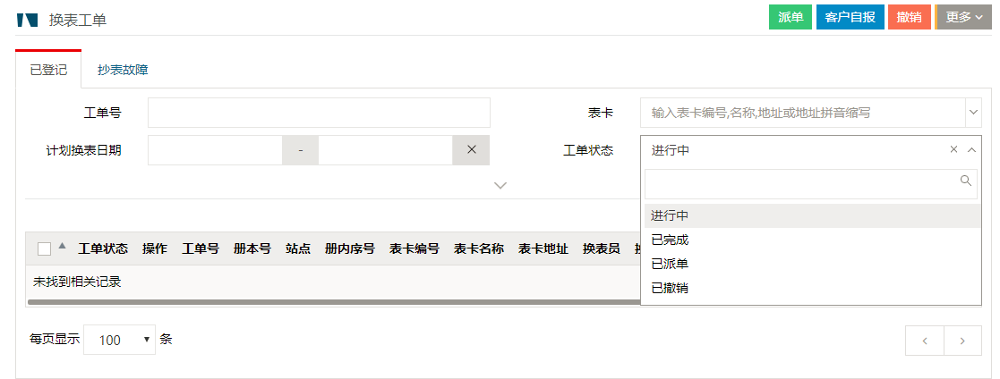 换表工单
派单
客户自报
撤销
更多
已登记
抄表故障
工单号
表卡
输入表卡编号,名称,地址或地址拼音缩写
计划换表日期
-
工单状态
进行中
进行中
已完成
已派单
已撤销
工单状态 操作 工单号 册本号 站点 册内序号 表卡编号 表卡名称 表卡地址 换表员
未找到相关记录
每页显示 100 条